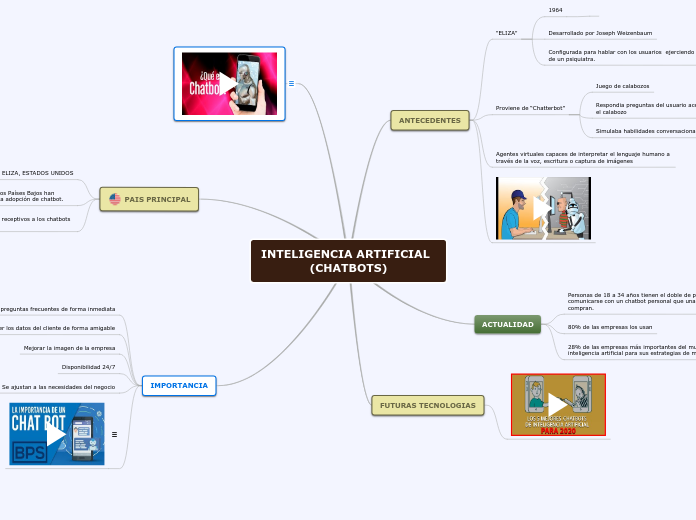 INTELIGENCIA ARTIFICIAL
(CHATBOTS)
¿Qué es
Chatbot
ANTECEDENTES
"ELIZA"
1964
Desarrollado por Joseph Weizenbaum
Configurada para hablar con los usuarios ejerciendo
de un psiquiatra.
Proviene de "Chatterbot"
Juego de calabozos
Respondía preguntas del usuario
el calabozo
Simulaba habilidades
Agentes virtuales capaces de interpretar el lenguaje humano a
través de la voz, escritura o captura de imágenes
ACTUALIDAD
Personas de 18 a 34 años tienen el doble de
comunicarse con un chatbot personal que
compran.
80% de las empresas los usan
28% de las empresas más importantes del
inteligencia artificial para sus estrategias de
FUTURAS TECNOLOGIAS
LOS 5 MEJORES CHATBOTS
DE INTELIGENCIA ARTIFICIAL
PARA 2020
PAIS PRINCIPAL
ELIZA, ESTADOS UNIDOS
Países Bajos han
adopción de chatbot.
receptivos a los chatbots
IMPORTANCIA
preguntas frecuentes de forma inmediata
los datos del cliente de forma amigable
Mejorar la imagen de la empresa
Disponibilidad 24/7
Se ajustan a las necesidades del negocio
LA IMPORTANCIA DE UN
CHAT BOT
BPS